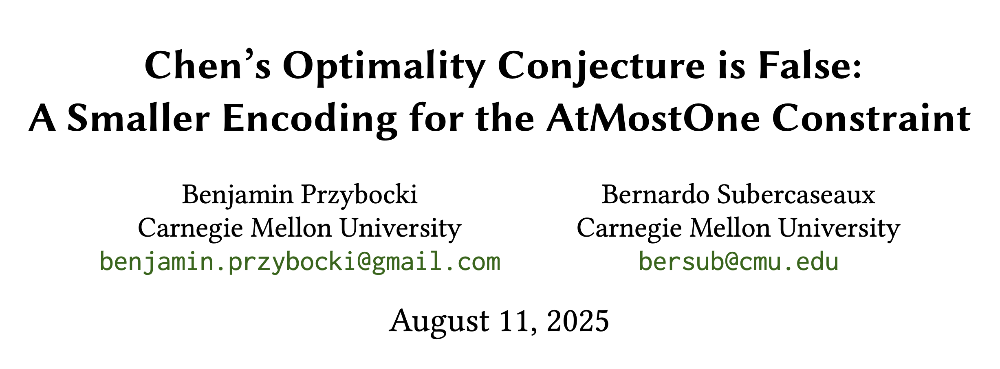 Chen’s Optimality Conjecture is False:
A Smaller Encoding for the AtMostOne Constraint
Benjamin Przybocki
Carnegie Mellon University
benjamin.przybocki@gmail.com
Bernardo Subercaseaux
Carnegie Mellon University
bersub@cmu.edu
August 11, 2025